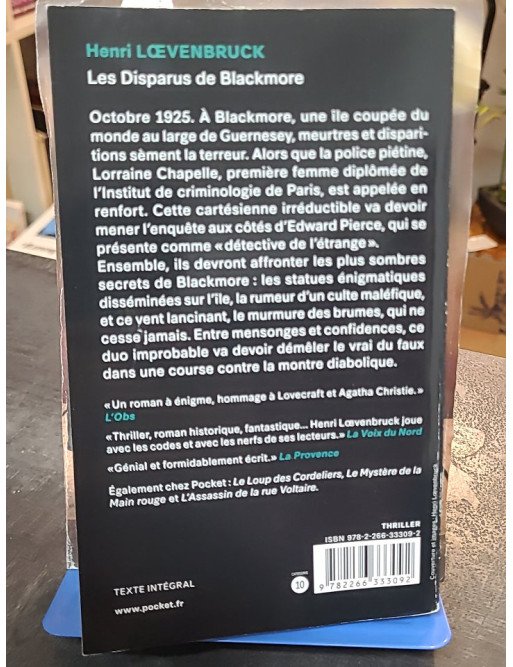 Henri LŒVENBRUCK
Les Disparus de Blackmore
Octobre 1925. À Blackmore, une île coupée du
monde au large de Guernesey, meurtres et dispari-
tions sèment la terreur. Alors que la police piétine,
Lorraine Chapelle, première femme diplômée de
l'Institut de criminologie de Paris, est appelée en
renfort. Cette cartésienne irréductible va devoir
mener l'enquête aux côtés d'Edward Pierce, qui se
présente comme « détective de l'étrange ».
Ensemble, ils devront affronter les plus sombres
secrets de Blackmore : les statues énigmatiques
disséminées sur l'île, la rumeur d'un culte maléfique,
et ce vent lancinant, le murmure des brumes, qui ne
cesse jamais. Entre mensonges et confidences, ce
duo improbable va devoir démêler le vrai du faux
dans une course contre la montre diabolique.
« Un roman à énigme, hommage à Lovecraft et Agatha Christie. »
L'Obs
« Thriller, roman historique, fantastique... Henri Lœvenbruck joue
avec les codes et avec les nerfs de ses lecteurs. » La Voix du Nord
« Génial et formidablement écrit. » La Provence
Également chez Pocket : Le Loup des Cordeliers, Le Mystère de la
Main rouge et L'Assassin de la rue Voltaire.
THRILLER
ISBN 978-2-266-33309-2
CATÉGORIE
10
9 782266 333092
TEXTE INTÉGRAL
www.pocket.fr